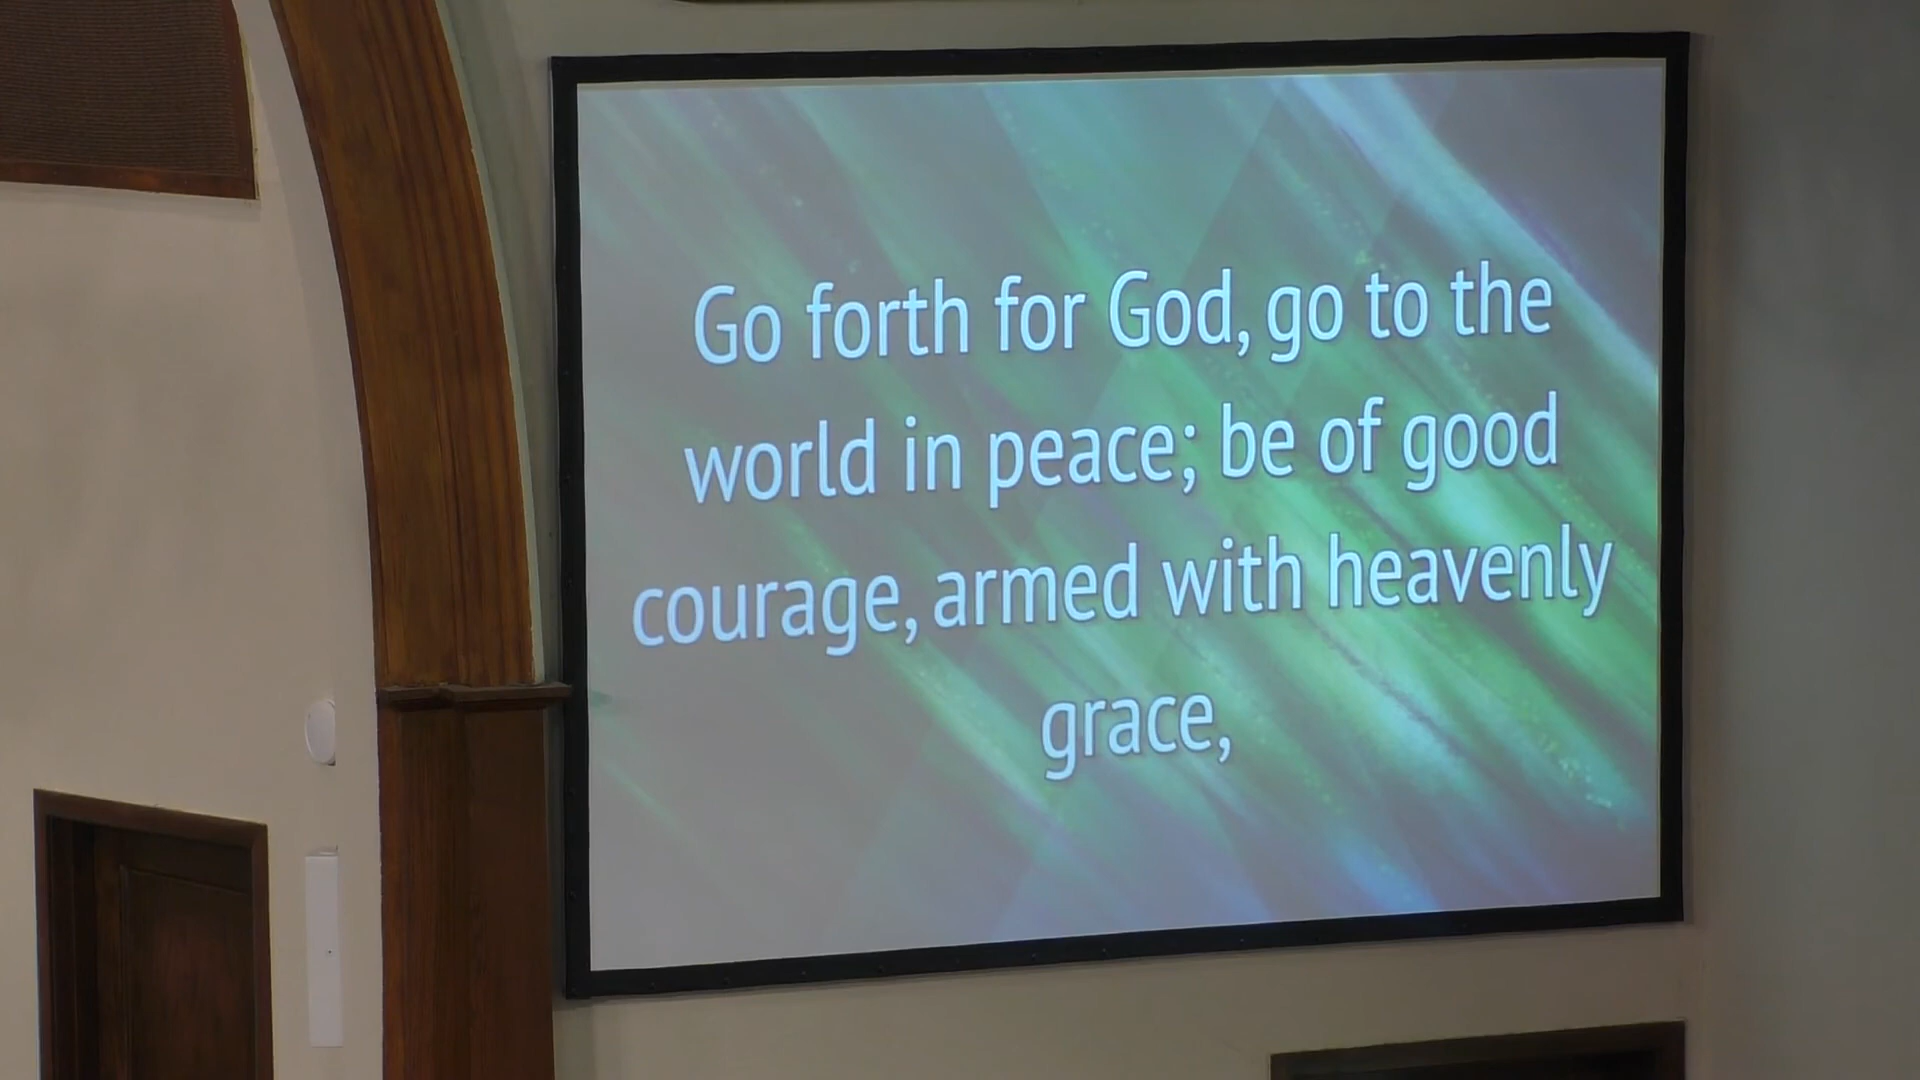 Go forth for God, go to the
world in peace; be of good
courage, armed with heavenly
grace,